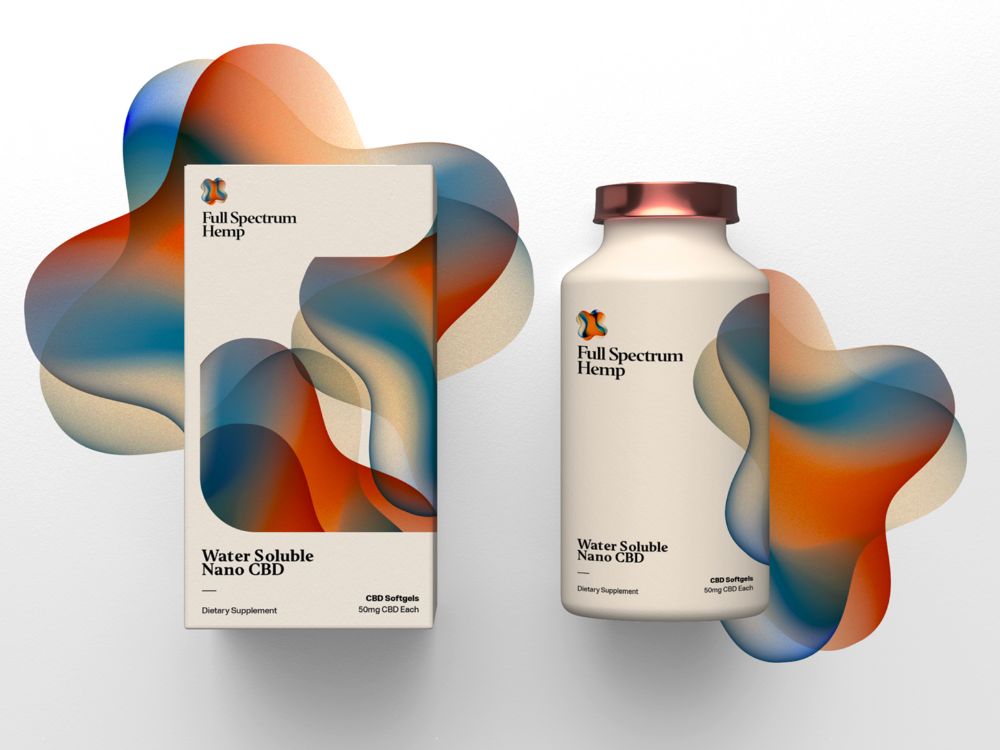 Full Spectrum
Hemp
Water Soluble
Nano CBD
Dietary Supplement
CBD Softgels
50mg CBD Each
Full Spectrum
Hemp
Water Soluble
Nano CBD
Dietary Supplement
CBD Softgels
50mg CBD Each